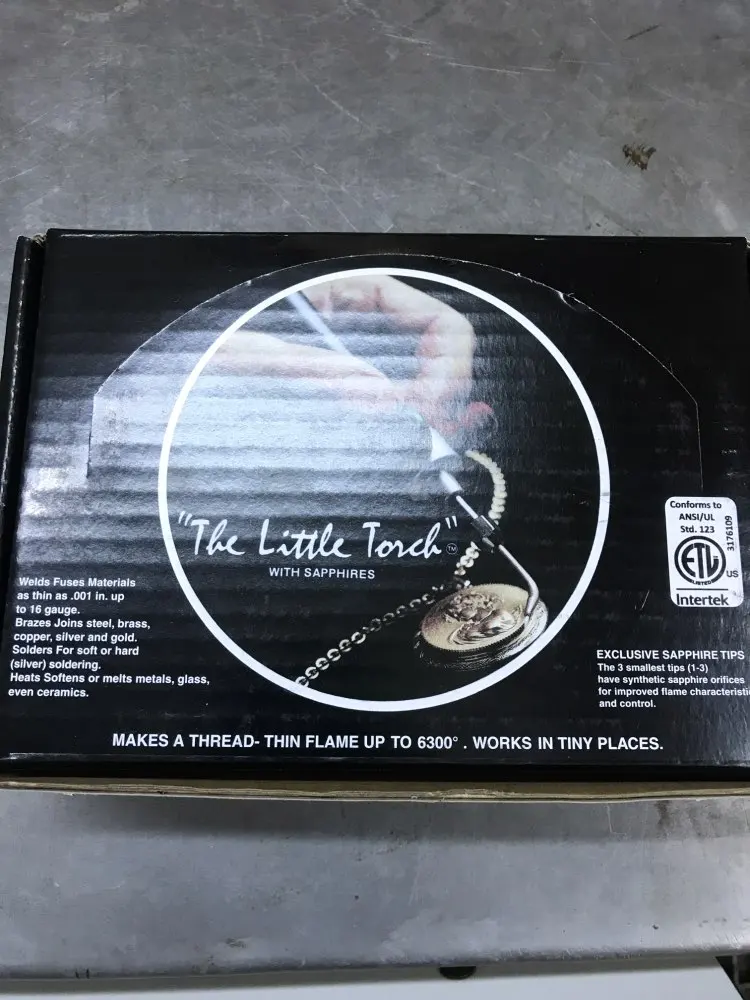 Conforms to
ANSI/UL
Std. 123
3176109
ETL
LISTED
US
Intertek
"The Little Torch"™
WITH SAPPHIRES
Welds Fuses Materials
as thin as .001 in. up
to 16 gauge.
Brazes Joins steel, brass,
copper, silver and gold.
Solders For soft or hard
(silver) soldering.
Heats Softens or melts metals, glass,
even ceramics.
EXCLUSIVE SAPPHIRE TIPS
The 3 smallest tips (1-3)
have synthetic sapphire orifices
for improved flame characteristi
and control.
MAKES A THREAD- THIN FLAME UP TO 6300° . WORKS IN TINY PLACES.